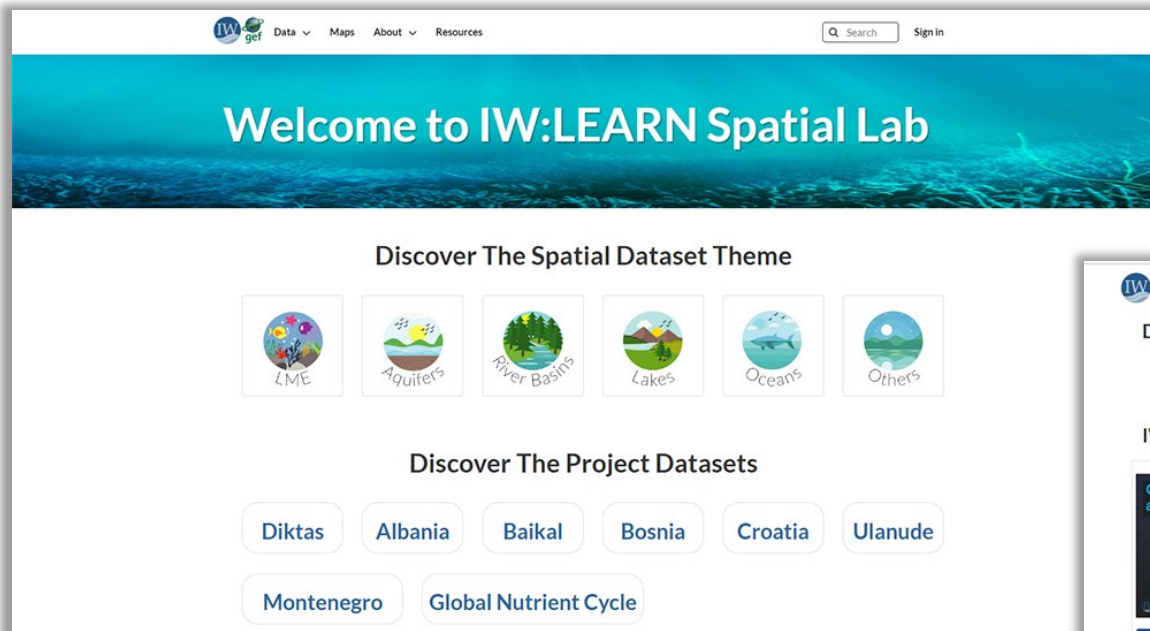 IW gef Data Maps About Resources Search Sign in
Welcome to IW:LEARN Spatial Lab
Discover The Spatial Dataset Theme
LME Aquifers River Basins Lakes Oceans Others
Discover The Project Datasets
Diktas Albania Baikal Bosnia Croatia Ulanude
Montenegro Global Nutrient Cycle
IW